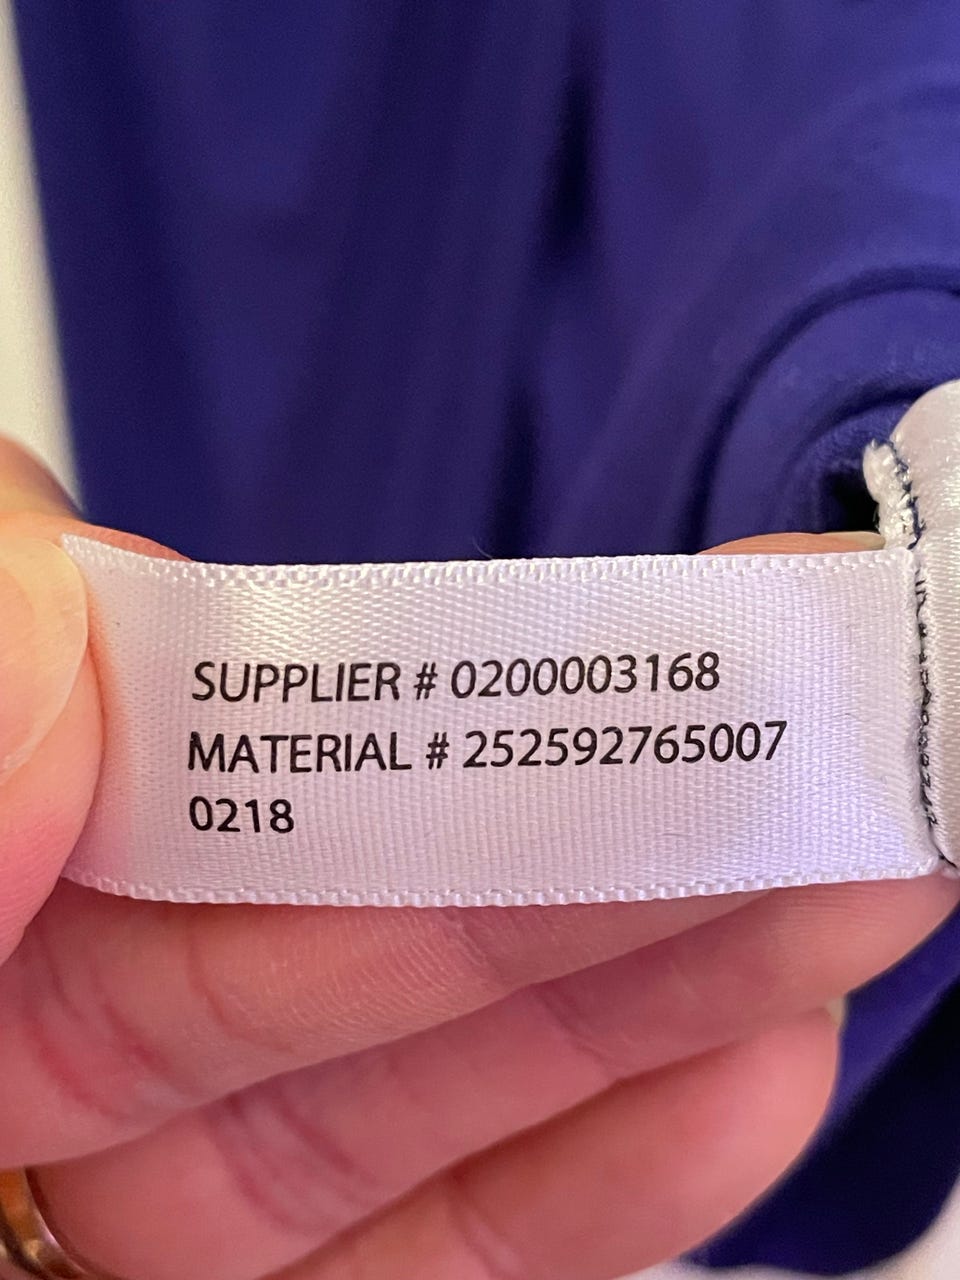 SUPPLIER # 0200003168
MATERIAL # 252592765007
0218